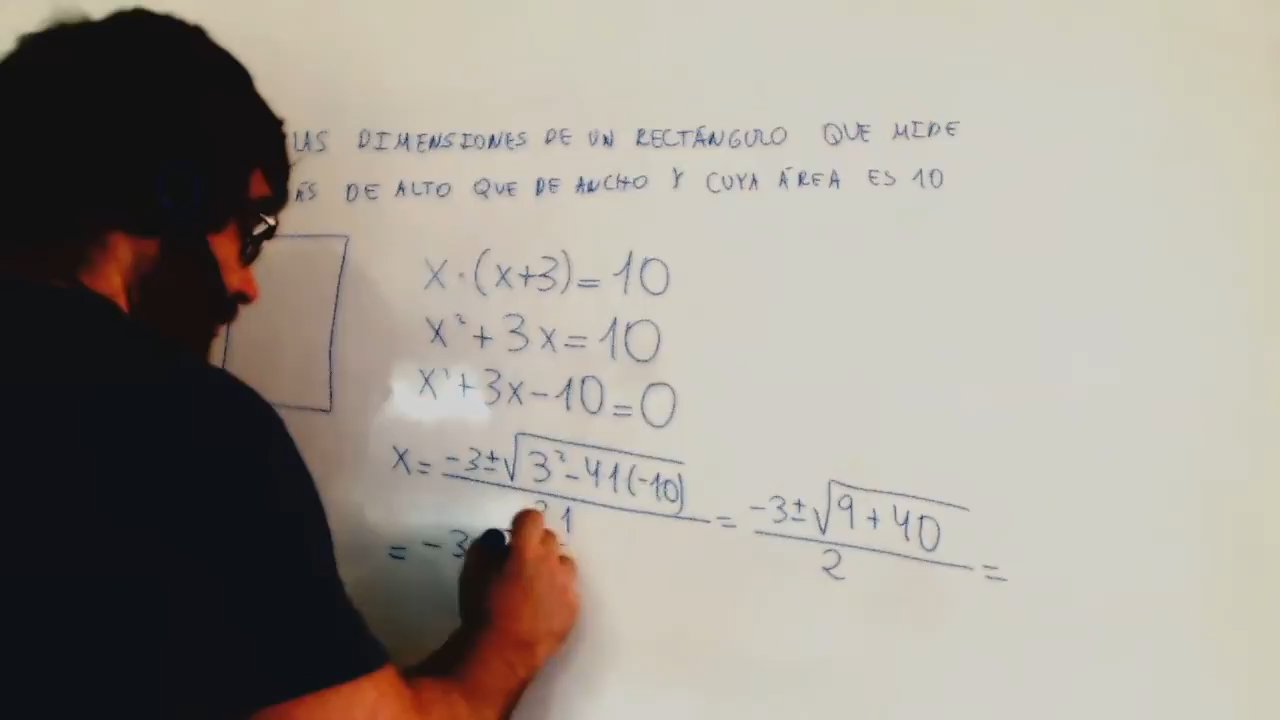 LAS DIMENSIONES DE UN RECTÁNGULO QUE MIDE
ÁS DE ALTO QUE DE ANCHO Y CUYA ÁREA ES 10
x·(x+3)=10
x²+3x=10
x²+3x-10=0
x= (-3±√(3²-4·1(-10)))/(2·1) = (-3±√(9+40))/2 =
= -3